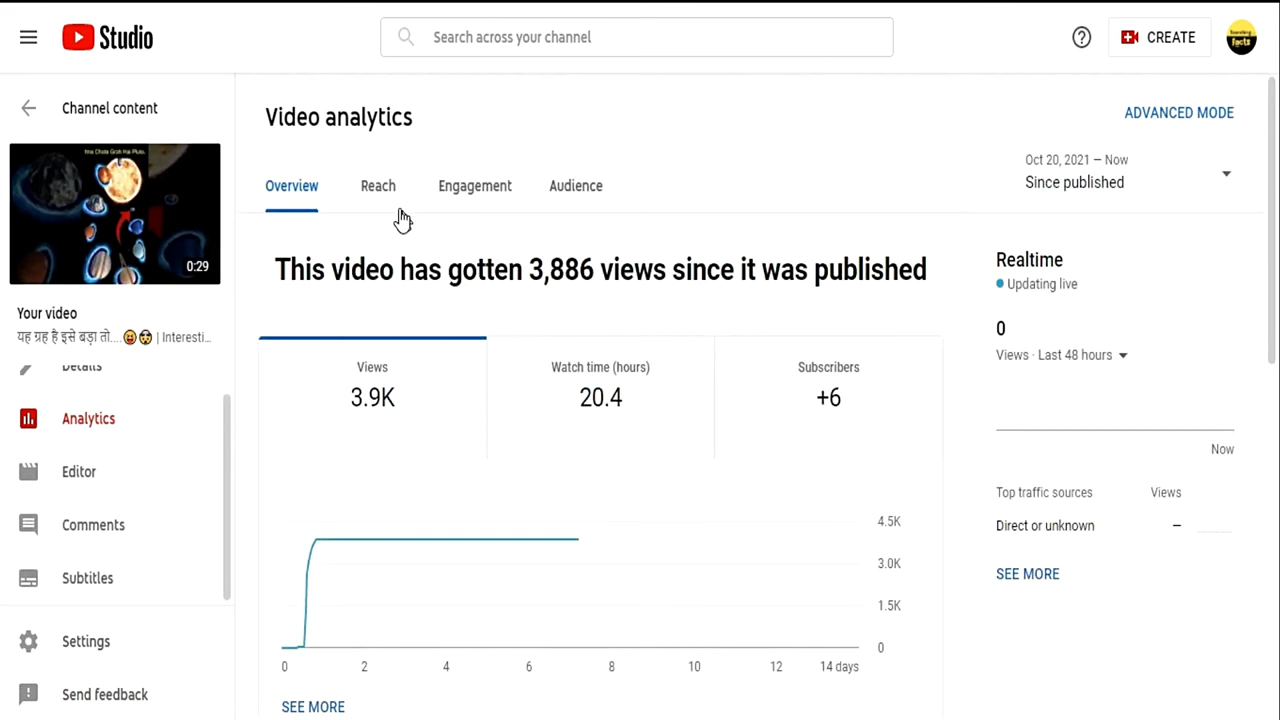 Studio
Search across your channel
CREATE
Channel content
0:29
Your video
यह ग्रह है इसे बड़ा तो....😝🤯 | Interesti...
Details
Analytics
Editor
Comments
Subtitles
Settings
Send feedback
Video analytics
ADVANCED MODE
Overview Reach Engagement Audience
Oct 20, 2021 – Now
Since published
This video has gotten 3,886 views since it was published
Views
3.9K
Watch time (hours)
20.4
Subscribers
+6
4.5K
3.0K
1.5K
0
0 2 4 6 8 10 12 14 days
SEE MORE
Realtime
Updating live
0
Views · Last 48 hours
Now
Top traffic sources Views
Direct or unknown –
SEE MORE